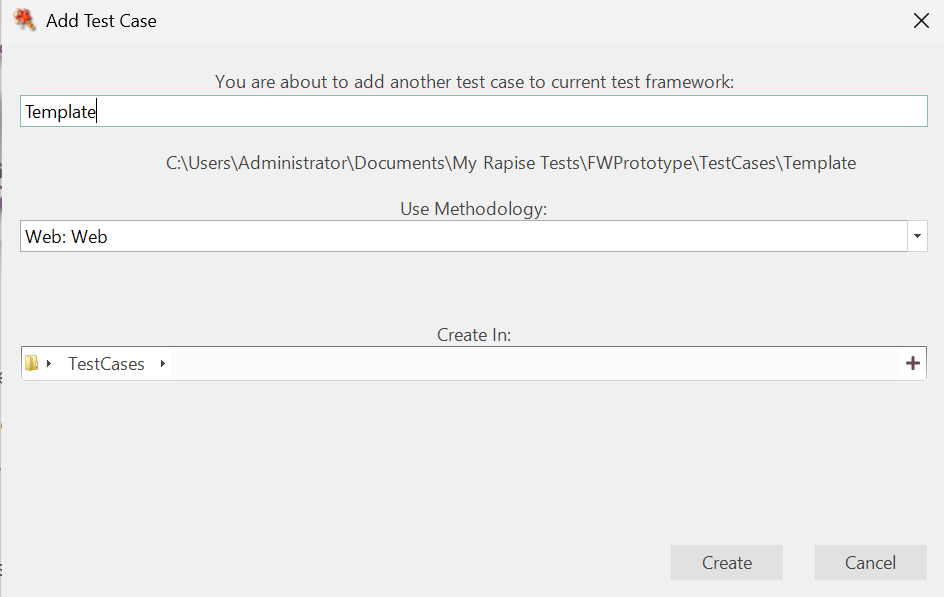 Add Test Case
You are about to add another test case to current test framework:
Template
C:\Users\Administrator\Documents\My Rapise Tests\FWPrototype\TestCases\Template
Use Methodology:
Web: Web
Create In:
TestCases
Create
Cancel